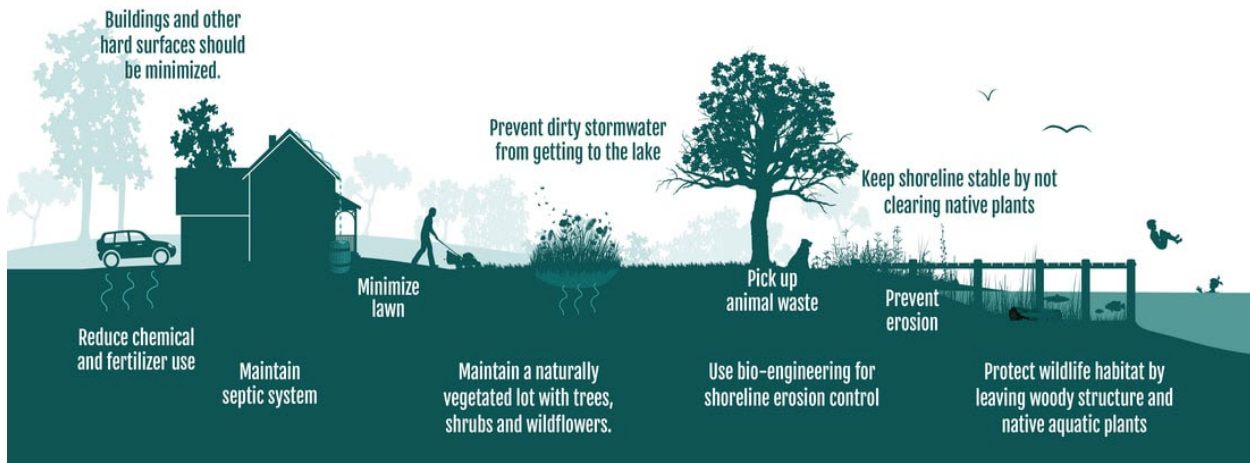 Buildings and other
hard surfaces should
be minimized.
Prevent dirty stormwater
from getting to the lake
Keep shoreline stable by not
clearing native plants
Minimize
lawn
Pick up
animal waste
Prevent
erosion
Reduce chemical
and fertilizer use
Maintain
septic system
Maintain a naturally
vegetated lot with trees,
shrubs and wildflowers.
Use bio-engineering for
shoreline erosion control
Protect wildlife habitat by
leaving woody structure and
native aquatic plants